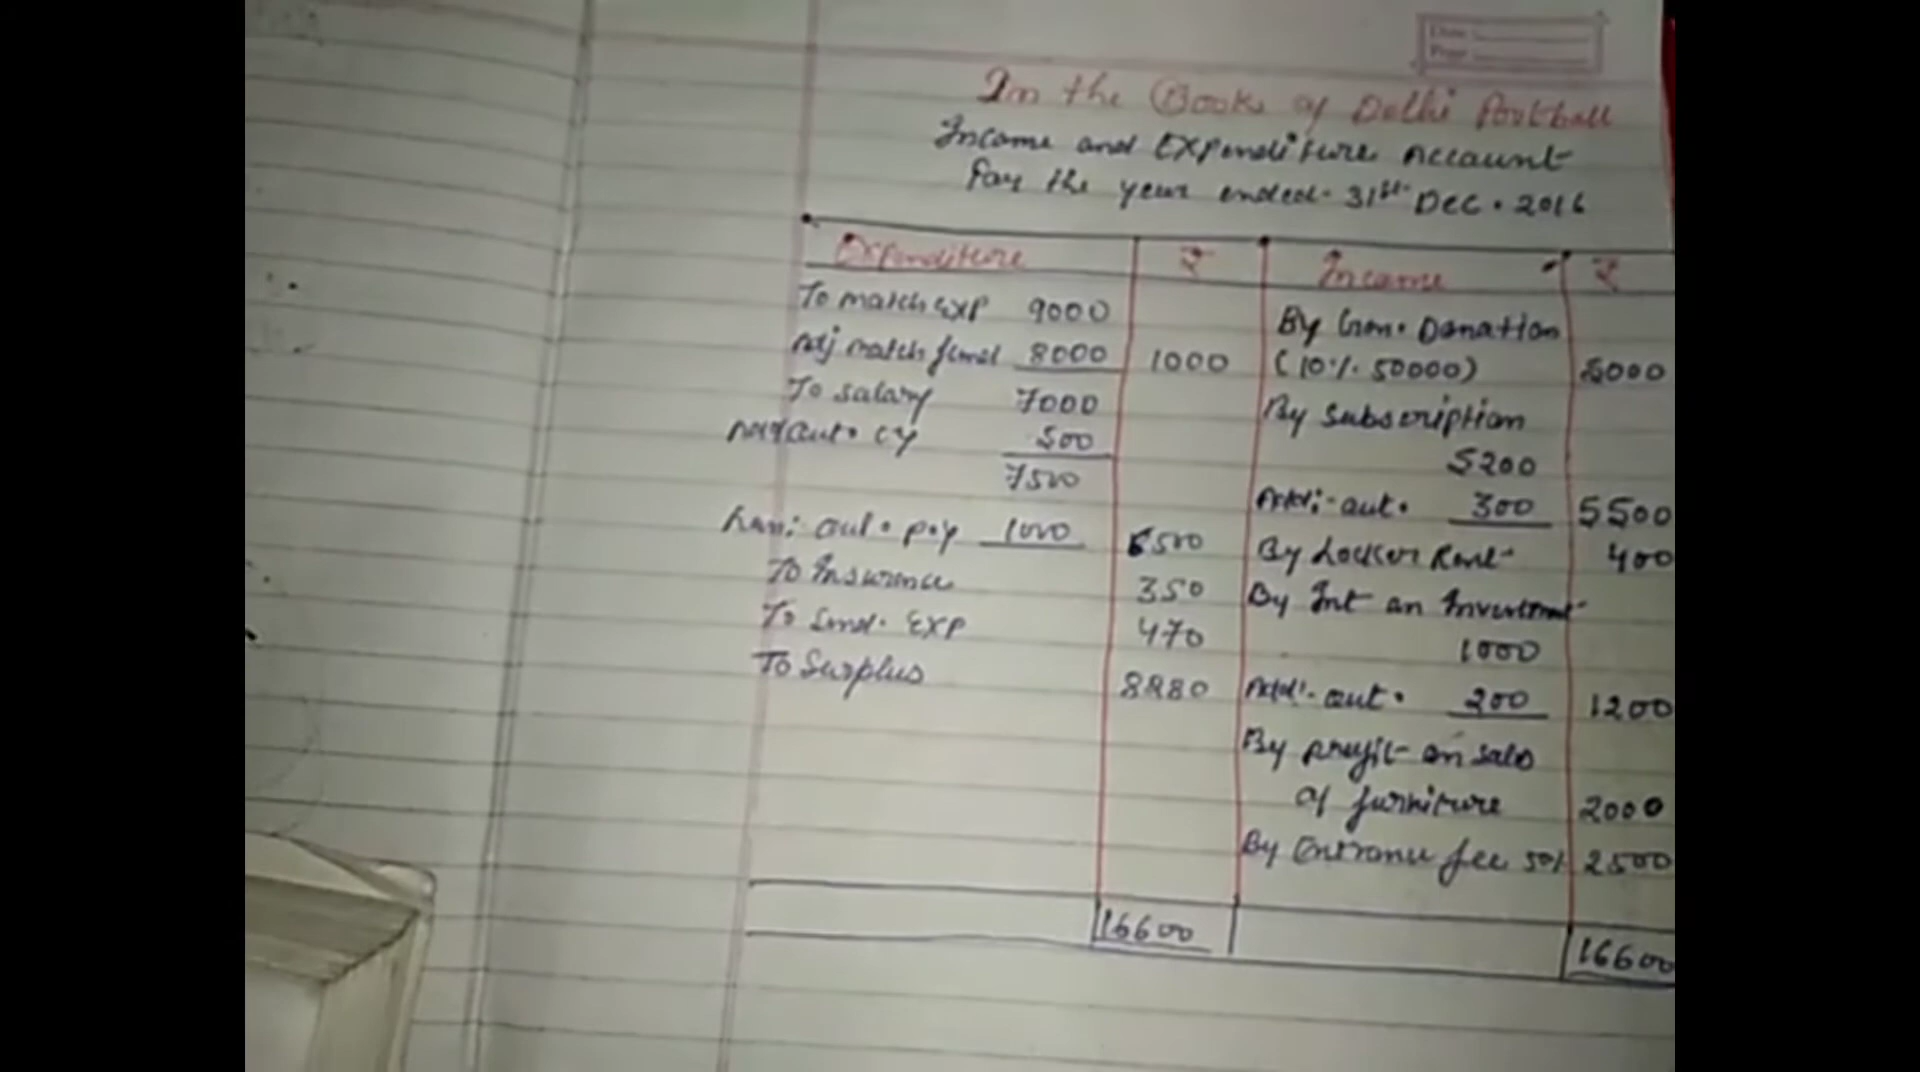 Date
Page
In the Books of Delhi Football
Income and Expenditure Account
for the year ended 31st Dec. 2016
Expenditure ₹ Income ₹
To match Exp 9000
By Gen. Donation
Adj match fund 8000 1000
(10% 50000) 5000
To Salary 7000
By Subscription
out. cy 500
5200
7500
Add:- out. 300 5500
out. p.y 1000 6500
By Locker Rent 400
To Insurance 350
By Int on Investment
To Sund. Exp 470
1000
To Surplus 8280
Add:- out. 200 1200
By profit on sale
of furniture 2000
By Entrance fee 50% 2500
16600
16600